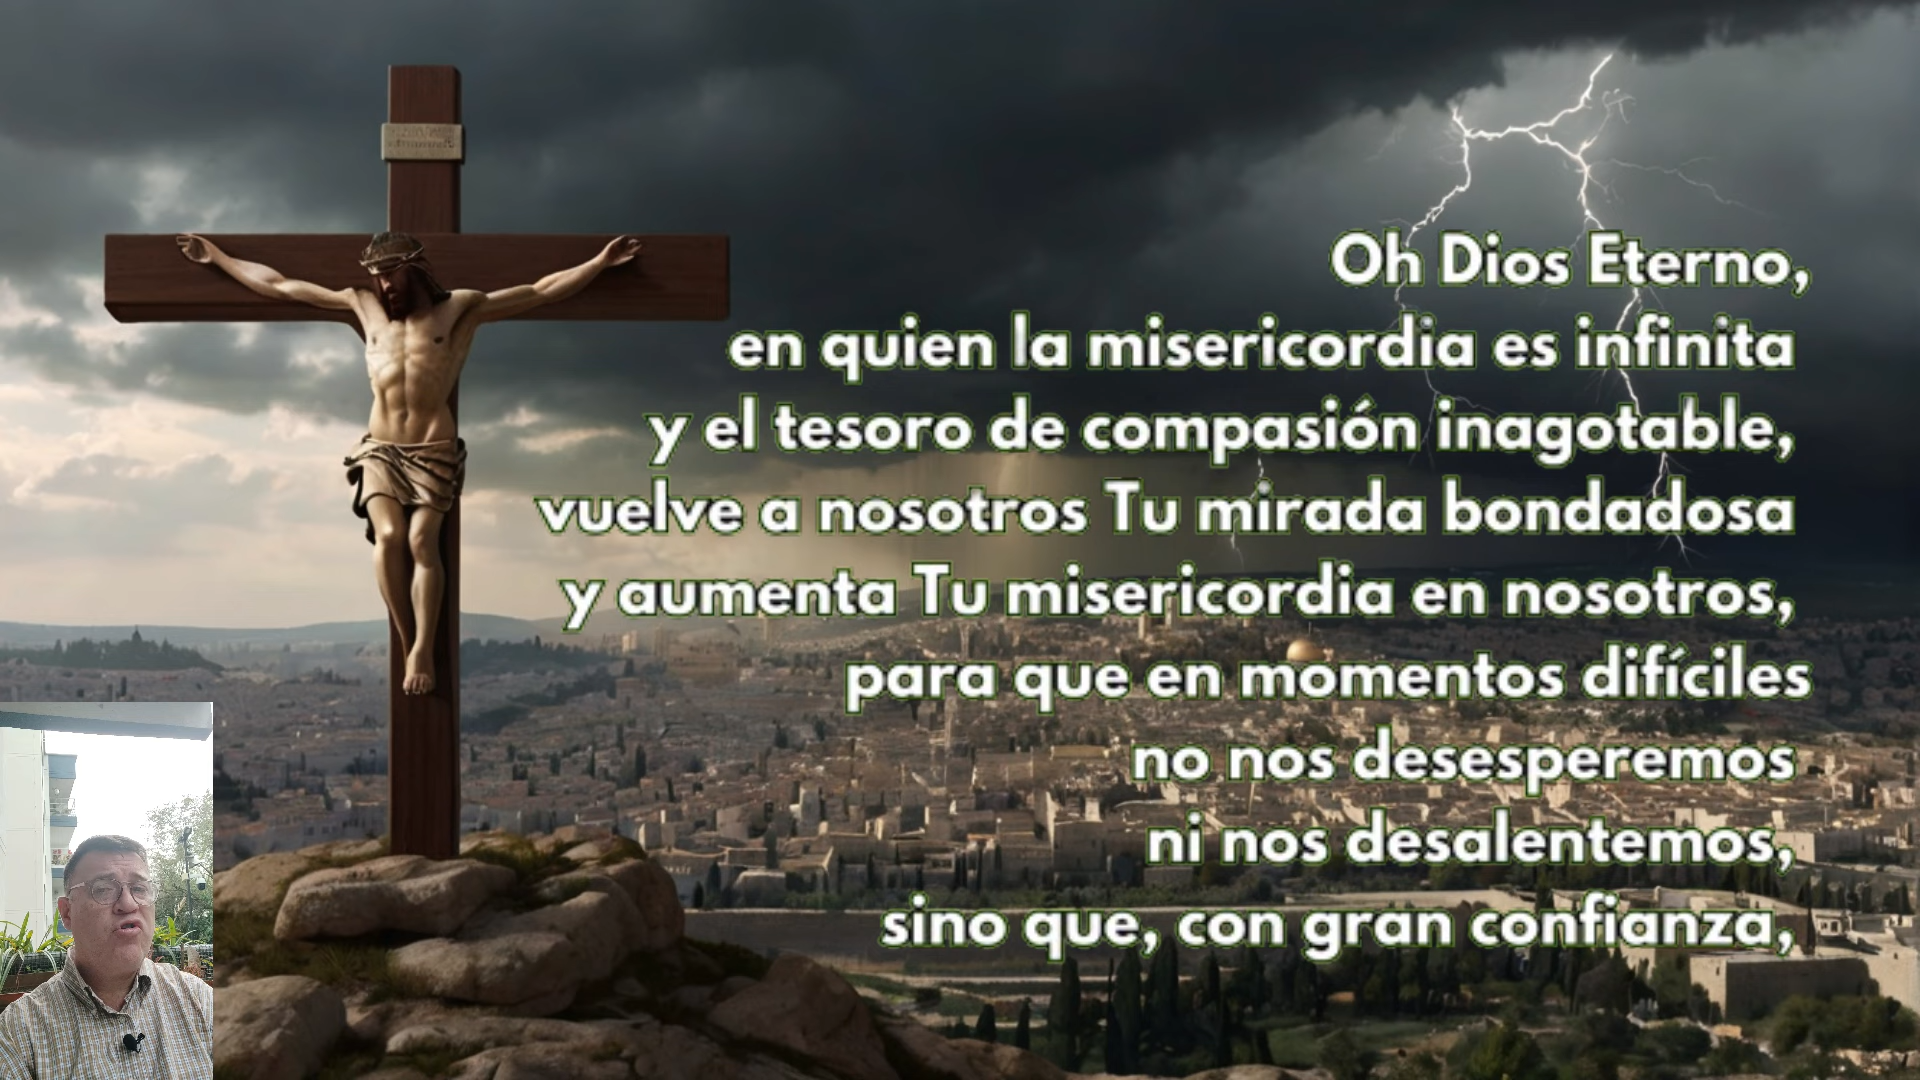 Oh Dios Eterno,
en quien la misericordia es infinita
y el tesoro de compasión inagotable,
vuelve a nosotros Tu mirada bondadosa
y aumenta Tu misericordia en nosotros,
para que en momentos difíciles
no nos desesperemos
ni nos desalentemos,
sino que, con gran confianza,